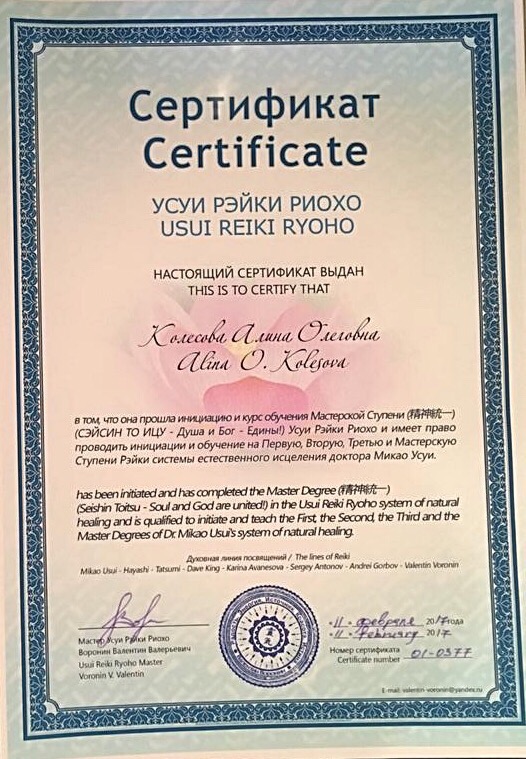 Сертификат
Certificate
УСУИ РЭЙКИ РИОХО
USUI REIKI RYOHO
НАСТОЯЩИЙ СЕРТИФИКАТ ВЫДАН
THIS IS TO CERTIFY THAT
Колесова Алина Олеговна
Alina O. Kolesova
в том, что она прошла инициацию и курс обучения Мастерской Ступени (精神統一)
(СЭЙСИН ТО ИЦУ - Душа и Бог - Едины!) Усуи Рэйки Риохо и имеет право
проводить инициации и обучение на Первую, Вторую, Третью и Мастерскую
Ступени Рэйки системы естественного исцеления доктора Микао Усуи.
has been initiated and has completed the Master Degree (精神統一)
(Seishin Toitsu - Soul and God are united!) in the Usui Reiki Ryoho system of natural
healing and is qualified to initiate and teach the First, the Second, the Third and the
Master Degrees of Dr. Mikao Usui's system of natural healing.
Духовная линия посвящений / The lines of Reiki
Mikao Usui - Hayashi - Tatsumi - Dave King - Karina Avanesova - Sergey Antonov - Andrei Gorbov - Valentin Voronin
Мастер Усуи Рэйки Риохо
Воронин Валентин Валерьевич
Usui Reiki Ryoho Master
Voronin V. Valentin
"11" февраля 2017 года
"11" February 2017
Номер сертификата
Certificate number 01-0377
E-mail: valentin-voronin@yandex.ru